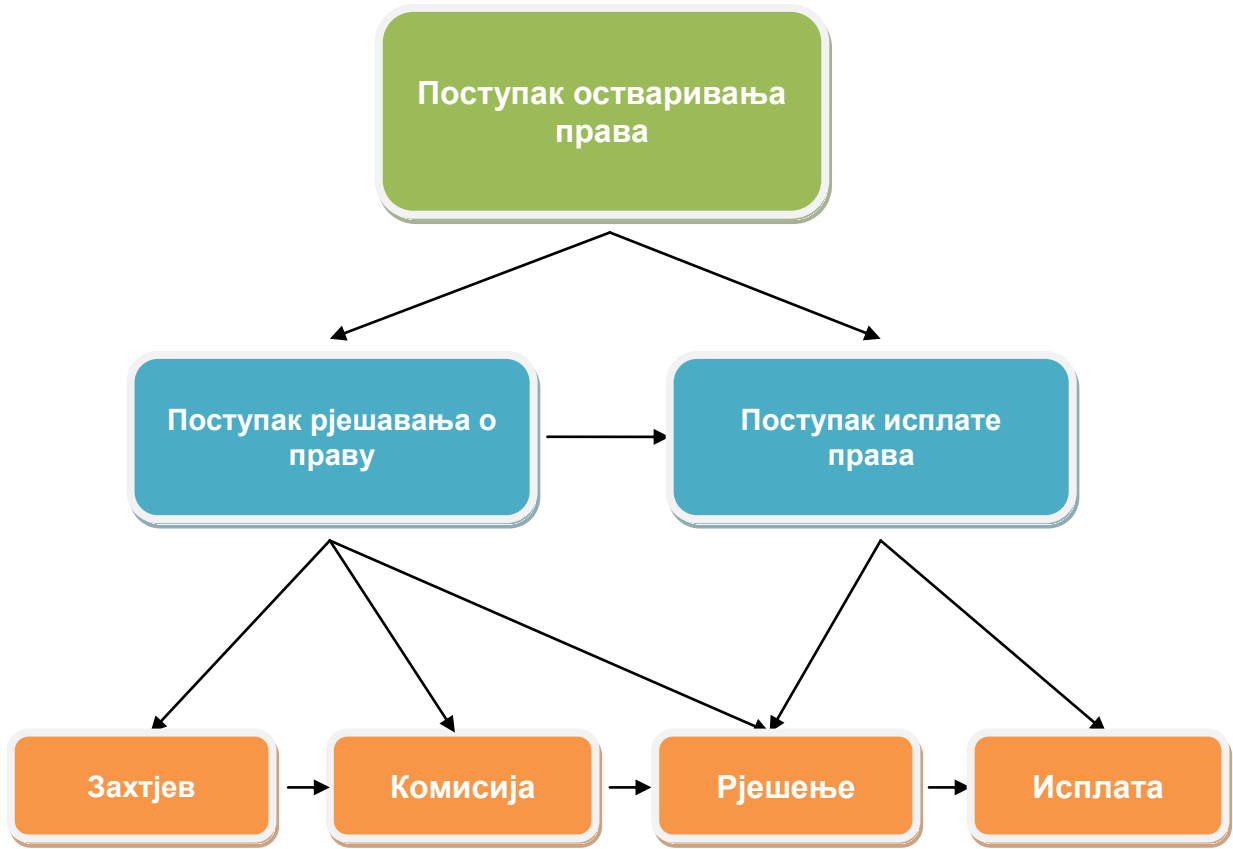 Поступак остваривања
права
Поступак рјешавања о
праву
Поступак исплате
права
Захтјев
Комисија
Рјешење
Исплата